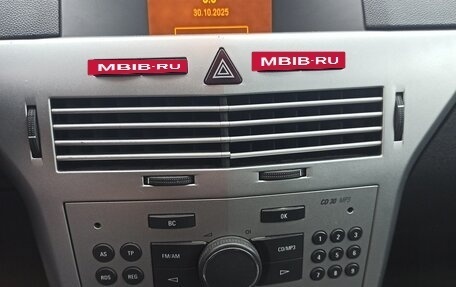 30.10.2025
MBIB-RU
MBIB-RU
CD 30 MP3
BC
OK
AS
TP
FM/AM
CD/MP3
RDS
REG
1 2 3
4 5 6
7 8 9
0